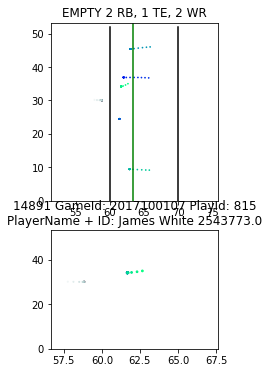 EMPTY 2 RB, 1 TE, 2 WR
50
40
30
20
10
0
55 60 65 70 75
14891 GameId: 2017100107 PlayId: 815
PlayerName + ID: James White 2543773.0
40
20
0
57.5 60.0 62.5 65.0 67.5